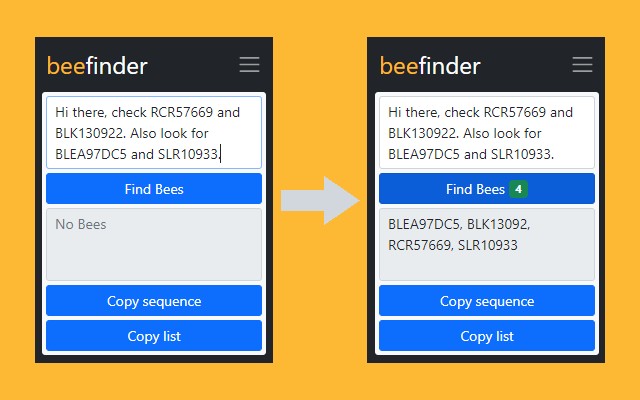 beefinder
Hi there, check RCR57669 and
BLK130922. Also look for
BLEA97DC5 and SLR10933.
Find Bees
No Bees
Copy sequence
Copy list
beefinder
Hi there, check RCR57669 and
BLK130922. Also look for
BLEA97DC5 and SLR10933.
Find Bees 4
BLEA97DC5, BLK13092,
RCR57669, SLR10933
Copy sequence
Copy list